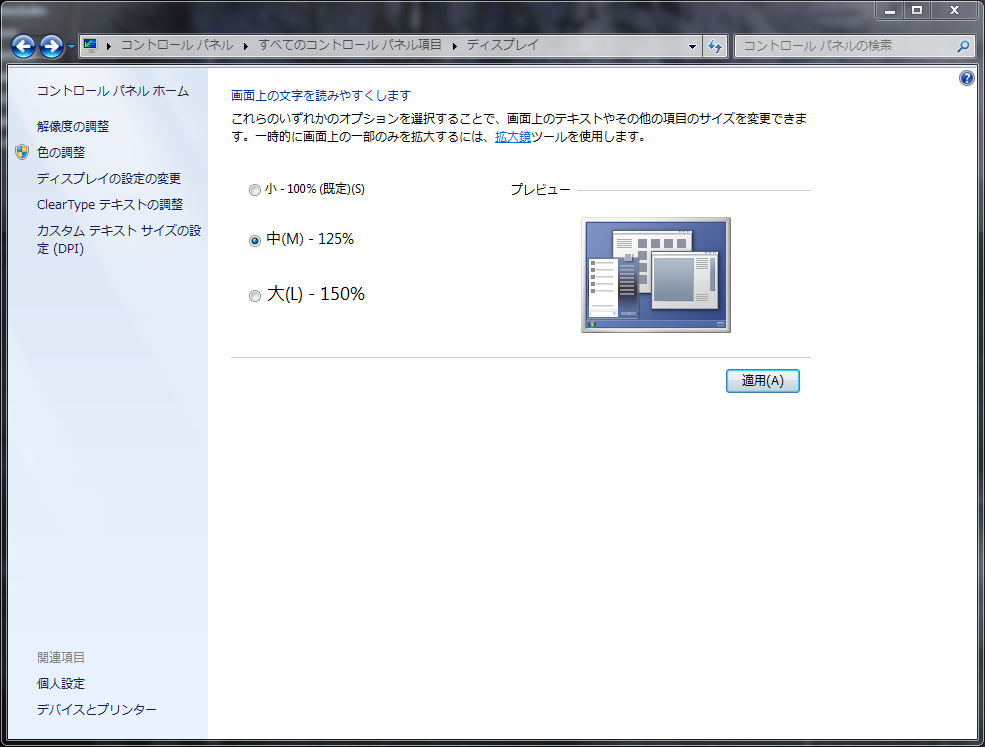 コントロール パネル ▶ すべてのコントロール パネル項目 ▶ ディスプレイ
コントロール パネルの検索
コントロール パネル ホーム
解像度の調整
色の調整
ディスプレイの設定の変更
ClearType テキストの調整
カスタム テキスト サイズの設
定 (DPI)
画面上の文字を読みやすくします
これらのいずれかのオプションを選択することで、画面上のテキストやその他の項目のサイズを変更できま
す。一時的に画面上の一部のみを拡大するには、拡大鏡ツールを使用します。
小 - 100% (既定)(S)
中(M) - 125%
大(L) - 150%
プレビュー
適用(A)
関連項目
個人設定
デバイスとプリンター